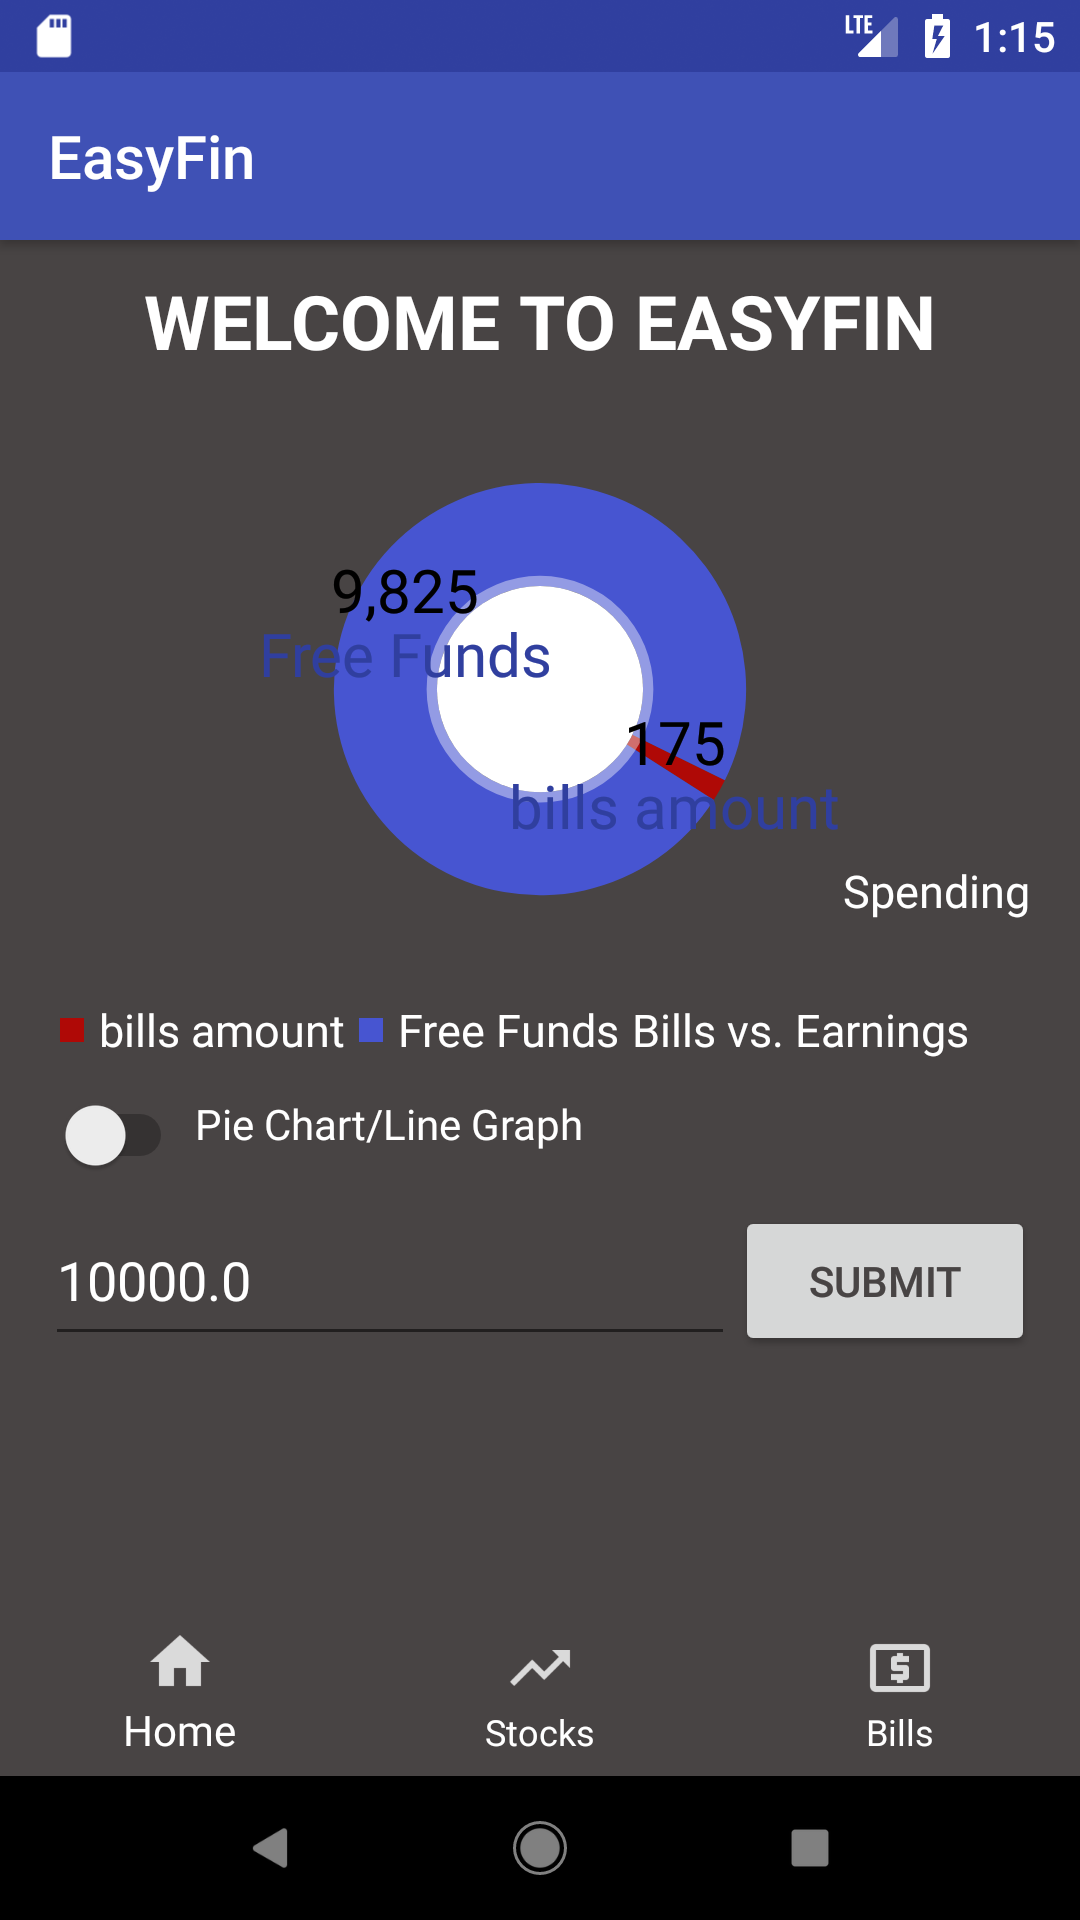 LTE 1:15
EasyFin
WELCOME TO EASYFIN
9,825
Free Funds
175
bills amount
Spending
bills amount Free Funds Bills vs. Earnings
Pie Chart/Line Graph
10000.0 SUBMIT
Home Stocks Bills